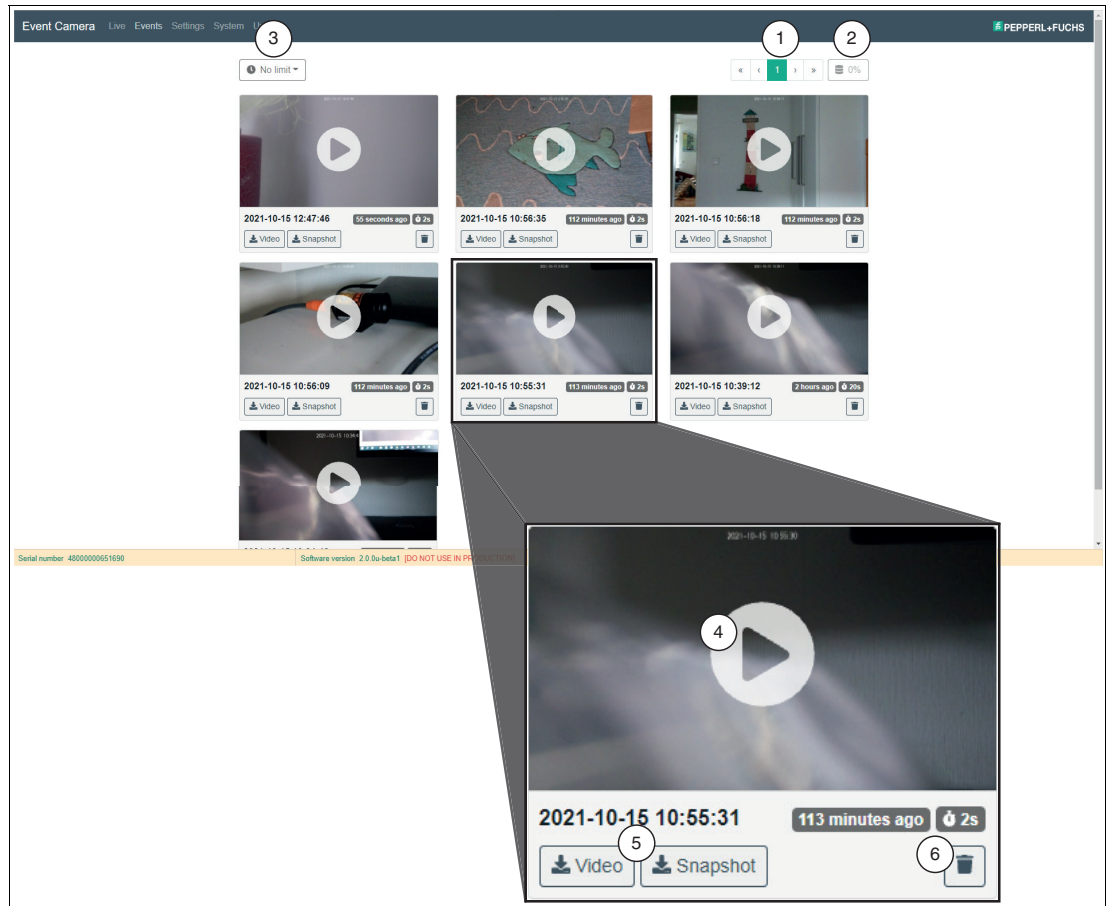 Event Camera Live Events Settings System
PEPPERL+FUCHS
3
1
2
No limit
« ‹ 1 › »
0%
2021-10-15 12:47:46 55 seconds ago 2s
Video Snapshot
2021-10-15 10:56:35 112 minutes ago 2s
Video Snapshot
2021-10-15 10:56:18 112 minutes ago 2s
Video Snapshot
2021-10-15 10:56:09 112 minutes ago 2s
Video Snapshot
2021-10-15 10:55:31 113 minutes ago 2s
Video Snapshot
2021-10-15 10:39:12 2 hours ago 20s
Video Snapshot
Serial number 48000000651690
Software version 2.0.0u-beta1 [DO NOT USE IN
2021-10-15 10:55:30
4
2021-10-15 10:55:31 113 minutes ago 2s
5
6
Video Snapshot